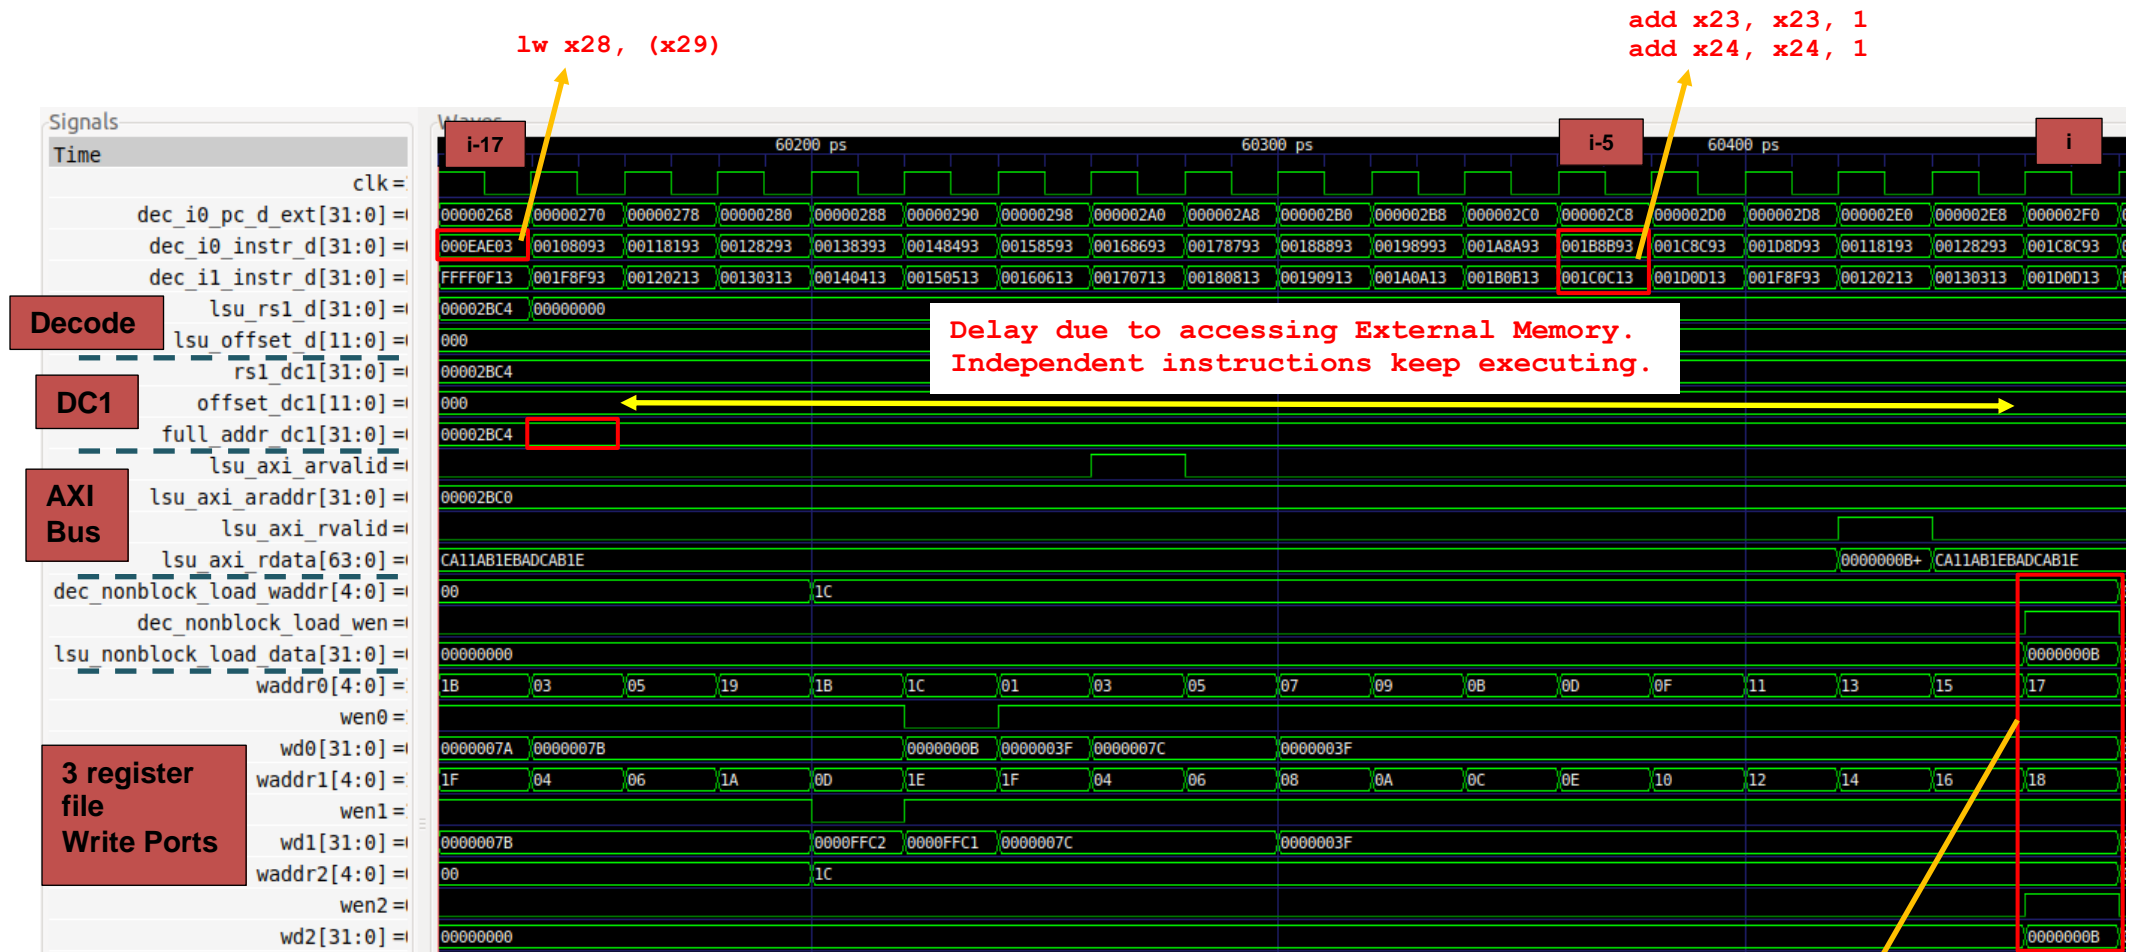 add x23, x23, 1
lw x28, (x29)
add x24, x24, 1
Signals
Waves
i-17
60200 ps
60300 ps
i-5
60400 ps
i
Time
clk =
dec_i0_pc_d_ext[31:0] = 00000268 00000270 00000278 00000280 00000288 00000290 00000298 000002A0 000002A8 000002B0 000002B8 000002C0 000002C8 000002D0 000002D8 000002E0 000002E8 000002F0
dec_i0_instr_d[31:0] = 000EAE03 00108093 00118193 00128293 00138393 00148493 00158593 00168693 00178793 00188893 00198993 001A8A93 001B8B93 001C8C93 001D8D93 00118193 00128293 001C8C93
dec_i1_instr_d[31:0] = FFFF0F13 001F8F93 00120213 00130313 00140413 00150513 00160613 00170713 00180813 00190913 001A0A13 001B0B13 001C0C13 001D0D13 001F8F93 00120213 00130313 001D0D13
Decode
lsu_rs1_d[31:0] = 00002BC4 00000000
lsu_offset_d[11:0] = 000
Delay due to accessing External Memory.
Independent instructions keep executing.
DC1
rs1_dc1[31:0] = 00002BC4
offset_dc1[11:0] = 000
full_addr_dc1[31:0] = 00002BC4
AXI
Bus
lsu_axi_arvalid =
lsu_axi_araddr[31:0] = 00002BC0
lsu_axi_rvalid =
lsu_axi_rdata[63:0] = CA11AB1EBADCAB1E 0000000B+ CA11AB1EBADCAB1E
dec_nonblock_load_waddr[4:0] = 00 1C
dec_nonblock_load_wen =
lsu_nonblock_load_data[31:0] = 00000000 0000000B
3 register
file
Write Ports
waddr0[4:0] = 1B 03 05 19 1B 1C 01 03 05 07 09 0B 0D 0F 11 13 15 17
wen0 =
wd0[31:0] = 0000007A 0000007B 0000000B 0000003F 0000007C 0000003F
waddr1[4:0] = 1F 04 06 1A 0D 1E 1F 04 06 08 0A 0C 0E 10 12 14 16 18
wen1 =
wd1[31:0] = 0000007B 0000FFC2 0000FFC1 0000007C 0000003F
waddr2[4:0] = 00 1C
wen2 =
wd2[31:0] = 00000000 0000000B